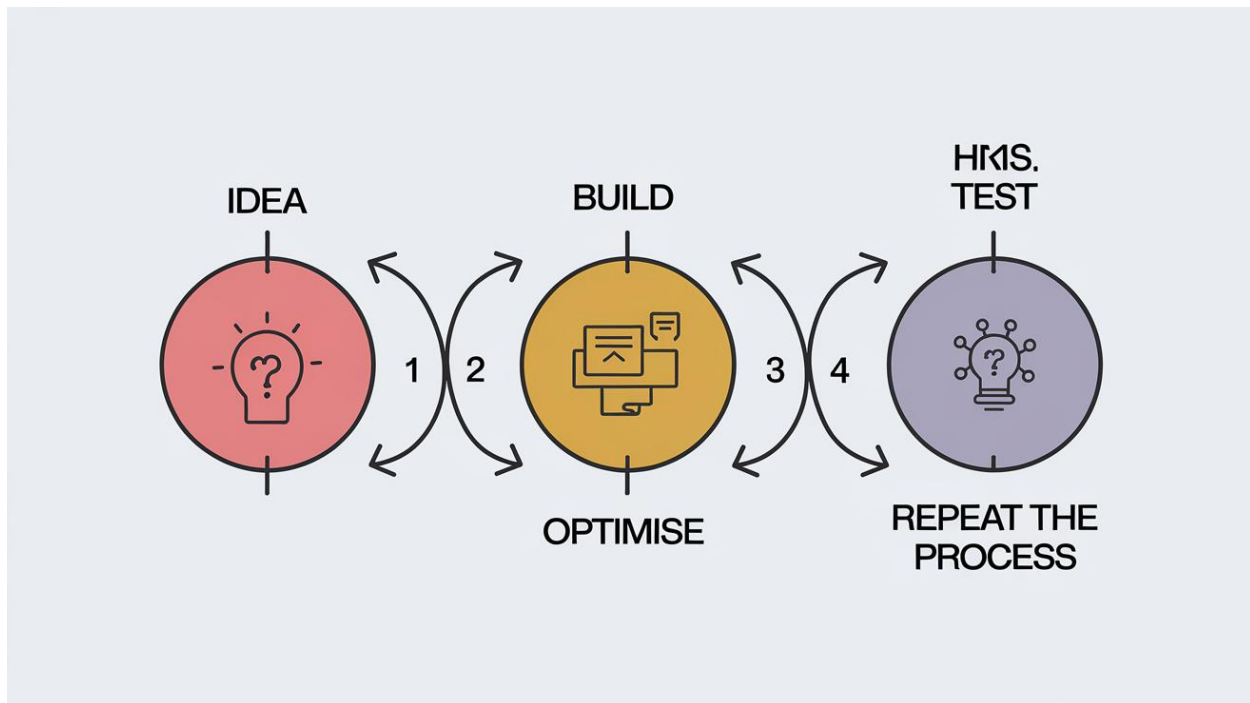 IDEA
BUILD
TEST
1
2
3
4
OPTIMISE
REPEAT THE
PROCESS